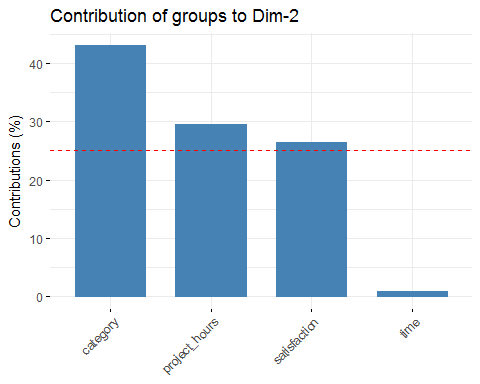 Contribution of groups to Dim-2
Contributions (%)
40
30
20
10
0
category
project_hours
satisfaction
time